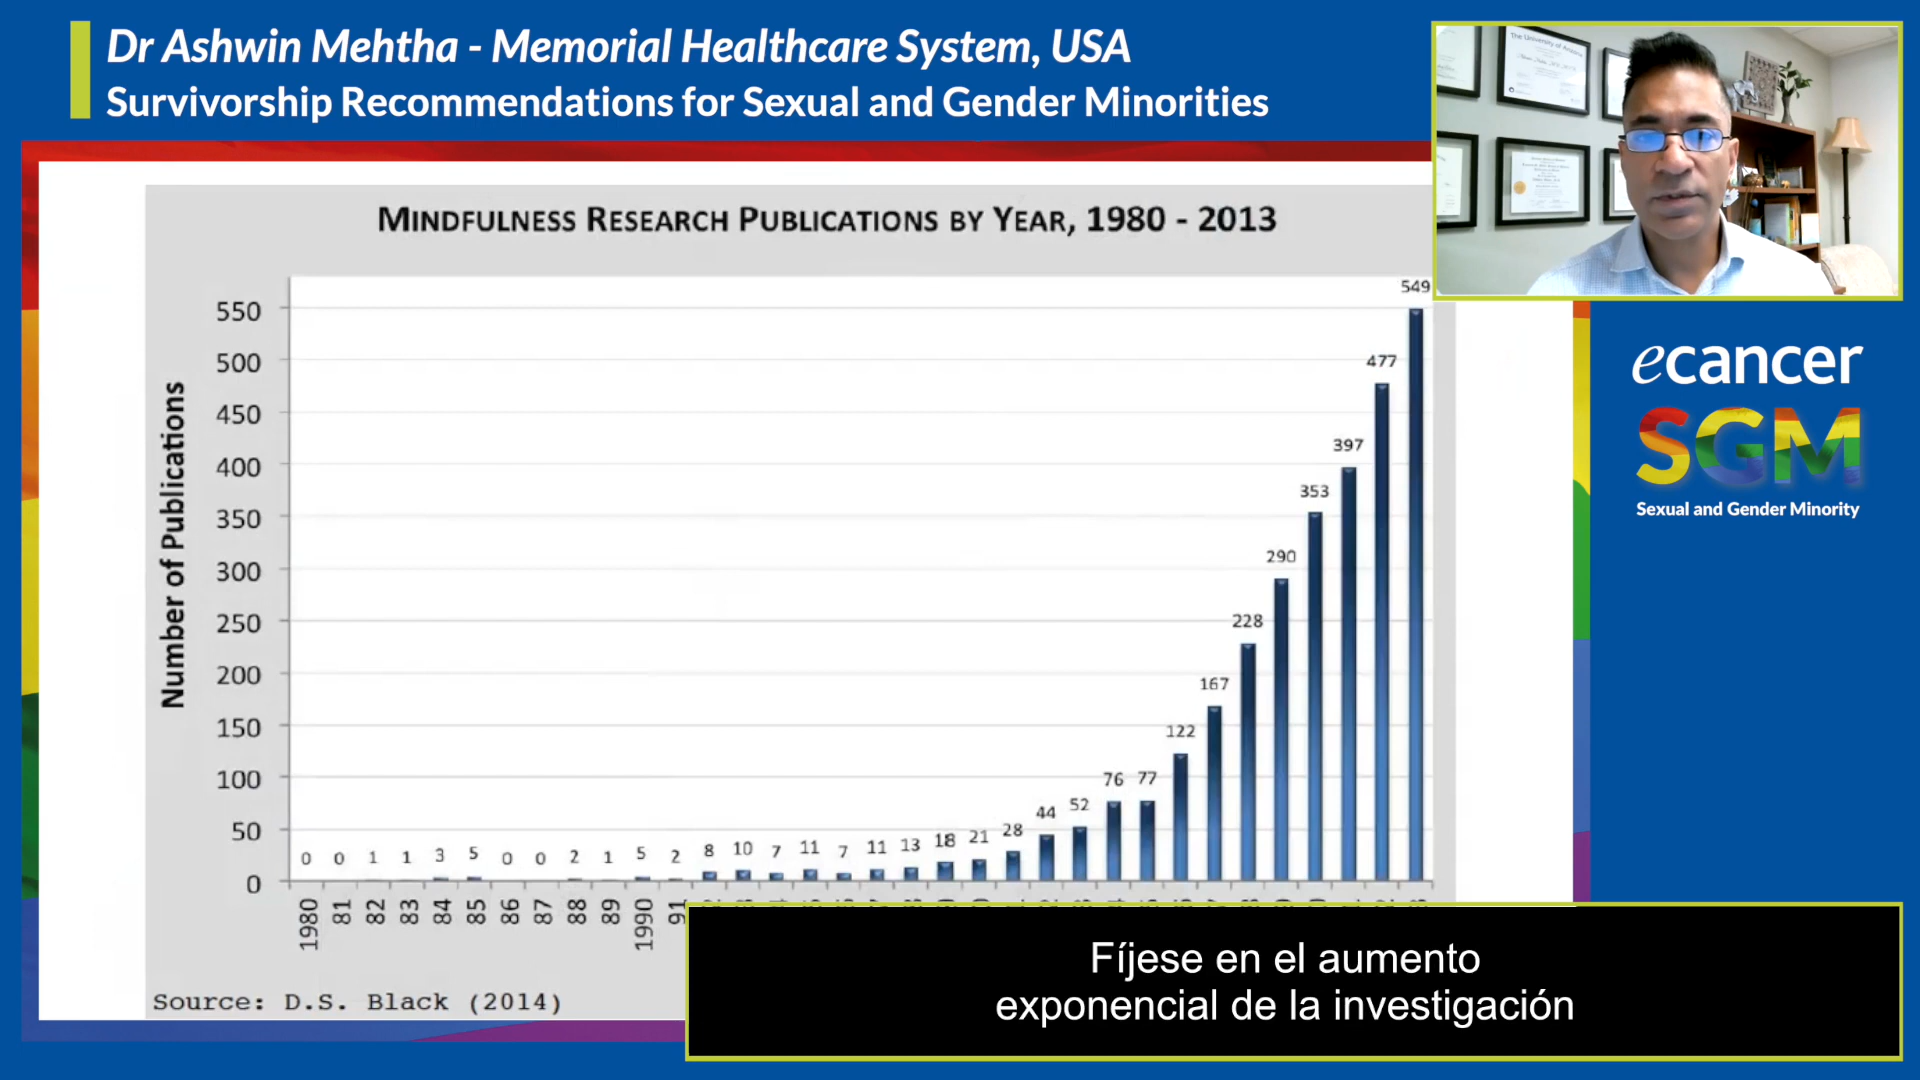 Dr Ashwin Mehtha - Memorial Healthcare System, USA
Survivorship Recommendations for Sexual and Gender Minorities
MINDFULNESS RESEARCH PUBLICATIONS BY YEAR, 1980 - 2013
Number of Publications
550
500
450
400
350
300
250
200
150
100
50
0
0 0 1 1 3 5 0 0 2 1 5 2 8 10 7 11 7 11 13 18 21 28 44 52 76 77 122 167 228 290 353 397 477 549
1980 81 82 83 84 85 86 87 88 89 1990 91
Source: D.S. Black (2014)
The University of Arizona
ecancer
SGM
Sexual and Gender Minority
Fíjese en el aumento
exponencial de la investigación